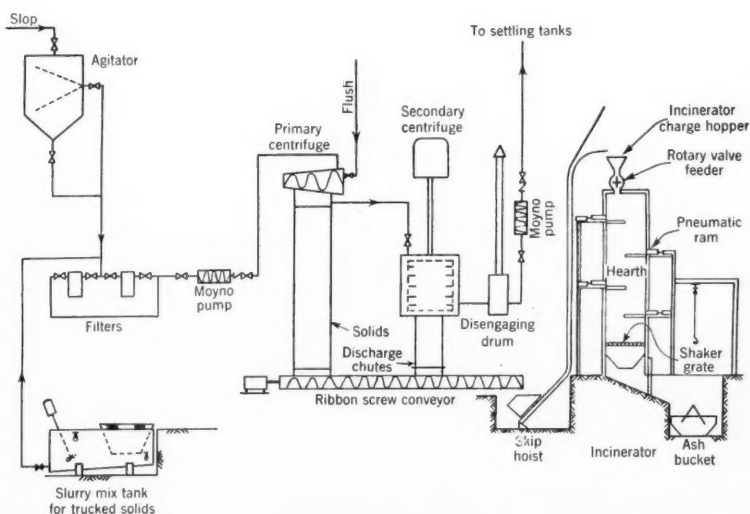 Slop
Agitator
To settling tanks
Flush
Primary
centrifuge
Secondary
centrifuge
Incinerator
charge hopper
Rotary valve
feeder
Pneumatic
ram
Moyno
pump
Hearth
Moyno
pump
Filters
Solids
Disengaging
drum
Discharge
chutes
Shaker
grate
Ribbon screw conveyor
Skip
hoist
Incinerator
Ash
bucket
Slurry mix tank
for trucked solids